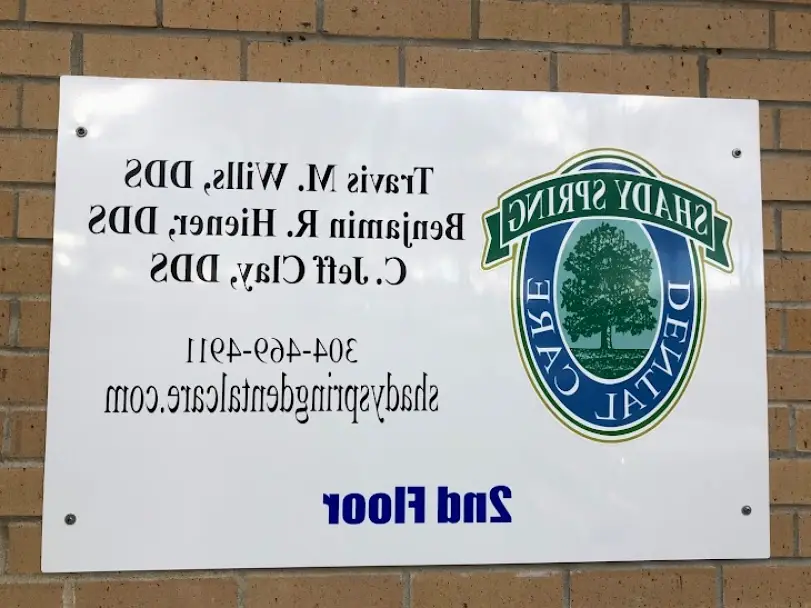 SHADY SPRING
DENTAL CARE
Travis M. Wills, DDS
Benjamin R. Hiener, DDS
C. Jeff Clay, DDS
304-469-4911
shadyspringdentalcare.com
2nd Floor